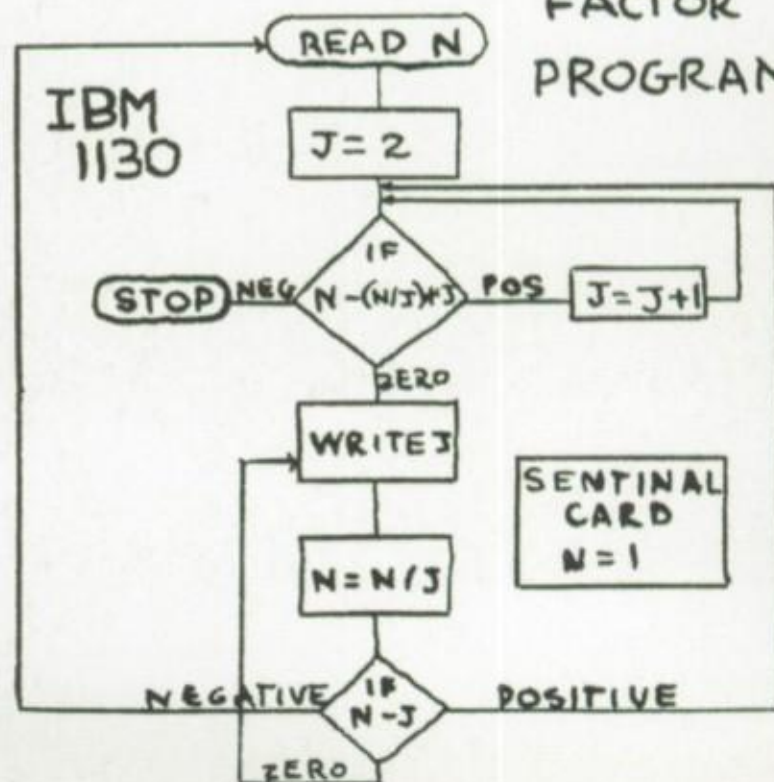 FACTOR
READ N
PROGRAM
IBM
1130
J = 2
IF
STOP NEG N-(N/J)*J POS J=J+1
ZERO
WRITE J
SENTINAL
CARD
N = 1
N=N/J
NEGATIVE IF POSITIVE
N-J
ZERO